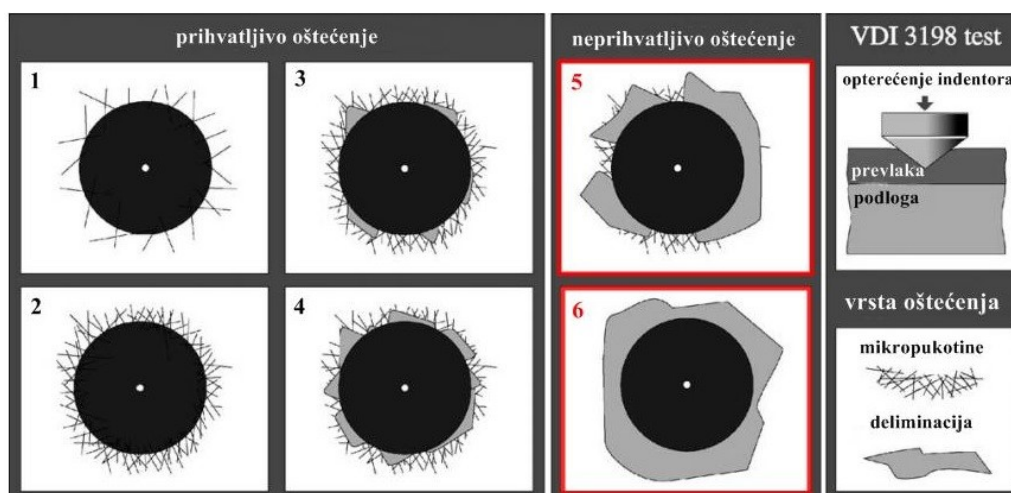 prihvatljivo oštećenje
1
3
2
4
neprihvatljivo oštećenje
5
6
VDI 3198 test
opterećenje indentora
prevlaka
podloga
vrsta oštećenja
mikropukotine
deliminacija